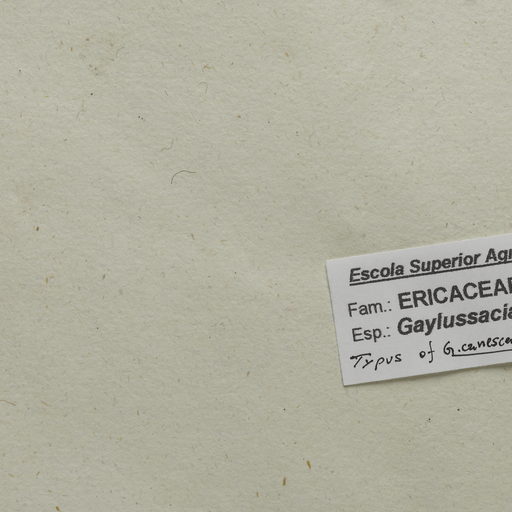 Escola Superior Agr
Fam.: ERICACEAE
Esp.: Gaylussacia
Typus of G. canesce